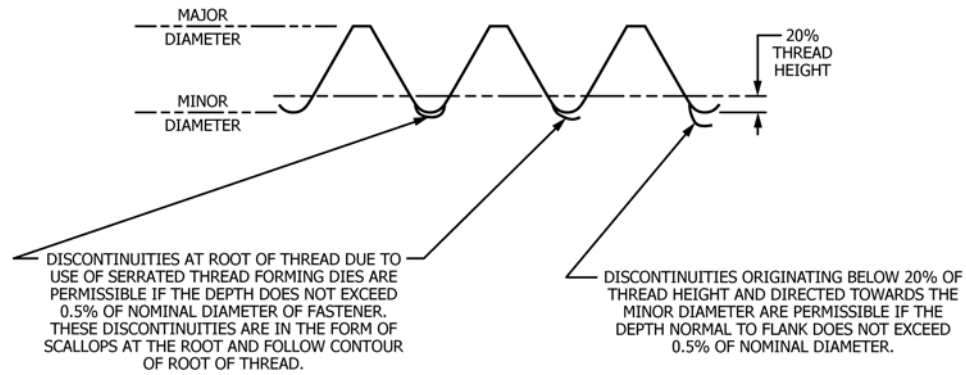 MAJOR
DIAMETER
20%
THREAD
HEIGHT
MINOR
DIAMETER
DISCONTINUITIES AT ROOT OF THREAD DUE TO
USE OF SERRATED THREAD FORMING DIES ARE
PERMISSIBLE IF THE DEPTH DOES NOT EXCEED
0.5% OF NOMINAL DIAMETER OF FASTENER.
THESE DISCONTINUITIES ARE IN THE FORM OF
SCALLOPS AT THE ROOT AND FOLLOW CONTOUR
OF ROOT OF THREAD.
DISCONTINUITIES ORIGINATING BELOW 20% OF
THREAD HEIGHT AND DIRECTED TOWARDS THE
MINOR DIAMETER ARE PERMISSIBLE IF THE
DEPTH NORMAL TO FLANK DOES NOT EXCEED
0.5% OF NOMINAL DIAMETER.